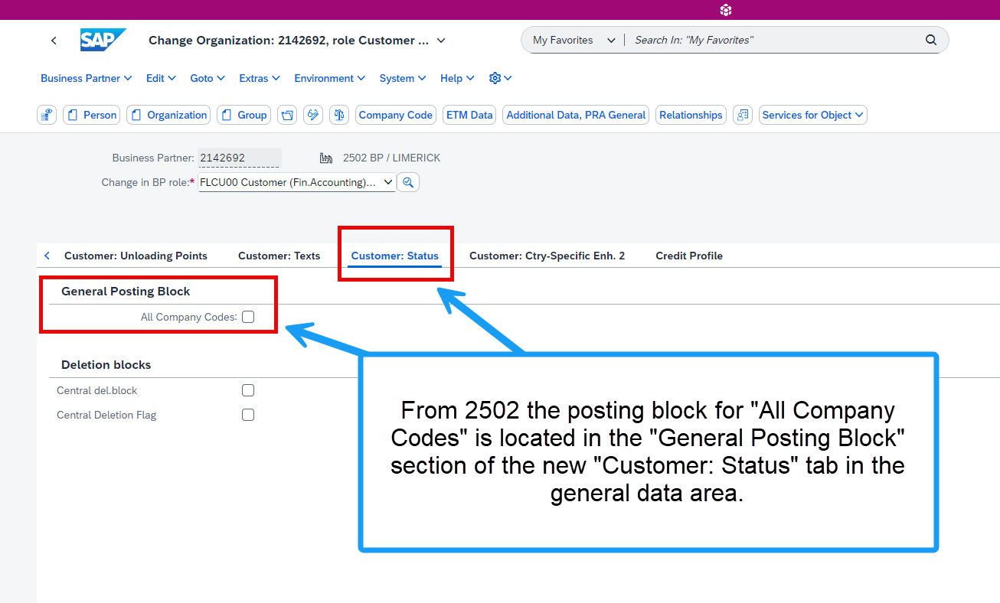 SAP Change Organization: 2142692, role Customer ... My Favorites Search In: "My Favorites"
Business Partner Edit Goto Extras Environment System Help
Person Organization Group Company Code ETM Data Additional Data, PRA General Relationships Services for Object
Business Partner: 2142692 2502 BP / LIMERICK
Change in BP role:* FLCU00 Customer (Fin.Accounting)...
Customer: Unloading Points Customer: Texts Customer: Status Customer: Ctry-Specific Enh. 2 Credit Profile
General Posting Block
All Company Codes:
Deletion blocks
Central del.block
Central Deletion Flag
From 2502 the posting block for "All Company
Codes" is located in the "General Posting Block"
section of the new "Customer: Status" tab in the
general data area.